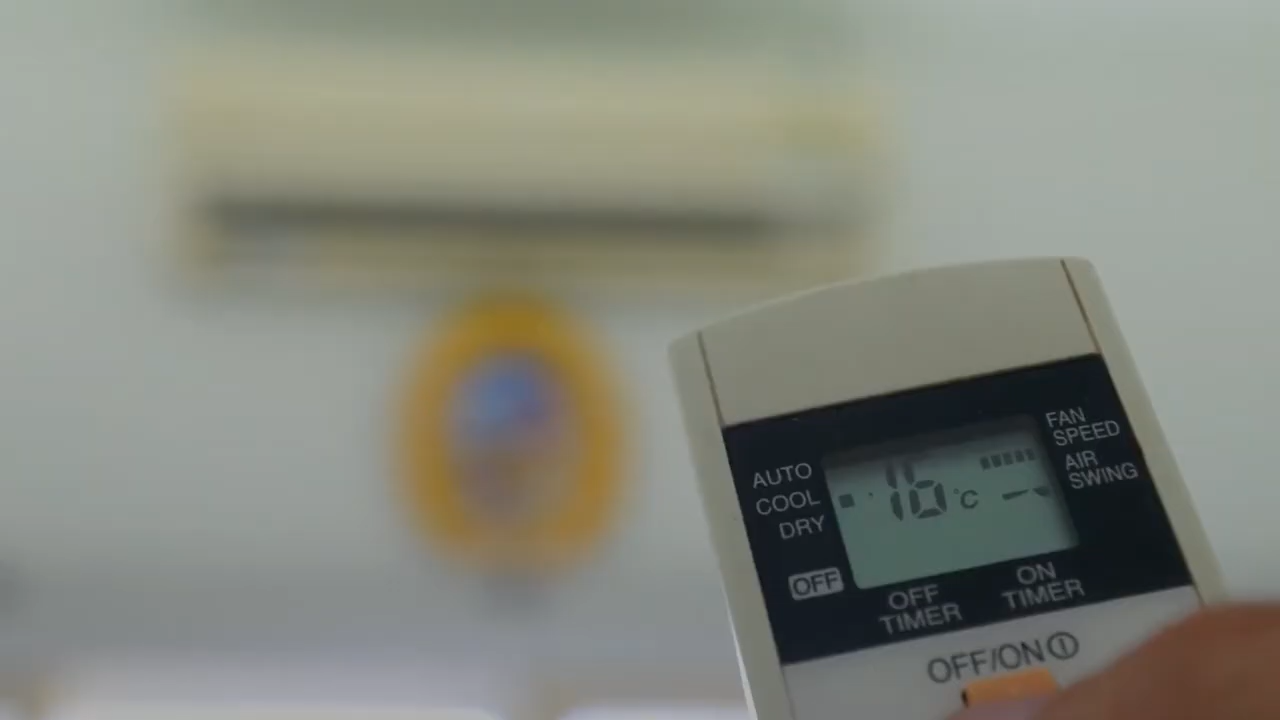 FAN
SPEED
AIR
SWING
AUTO
COOL
DRY
16°C
OFF
OFF
TIMER
ON
TIMER
OFF/ON